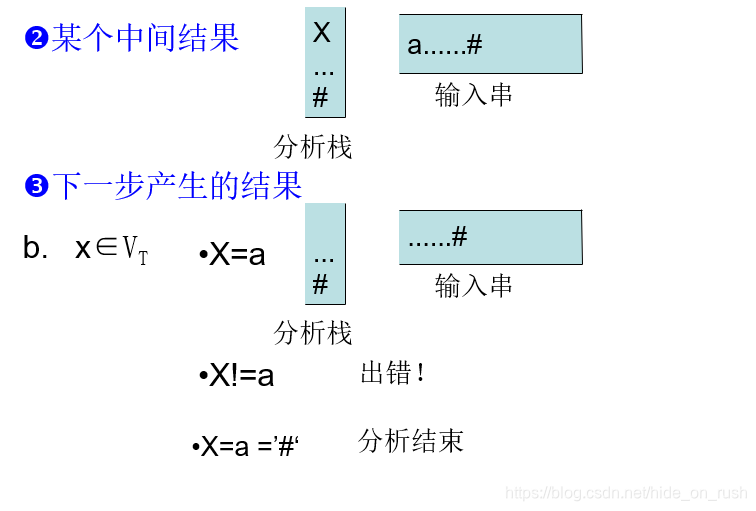 ❷某个中间结果
X
...
#
a......#
输入串
分析栈
❸下一步产生的结果
b. x∈VT
•X=a
...
#
......#
输入串
分析栈
•X!=a 出错！
•X=a =’#‘ 分析结束
https://blog.csdn.net/hide_on_rush